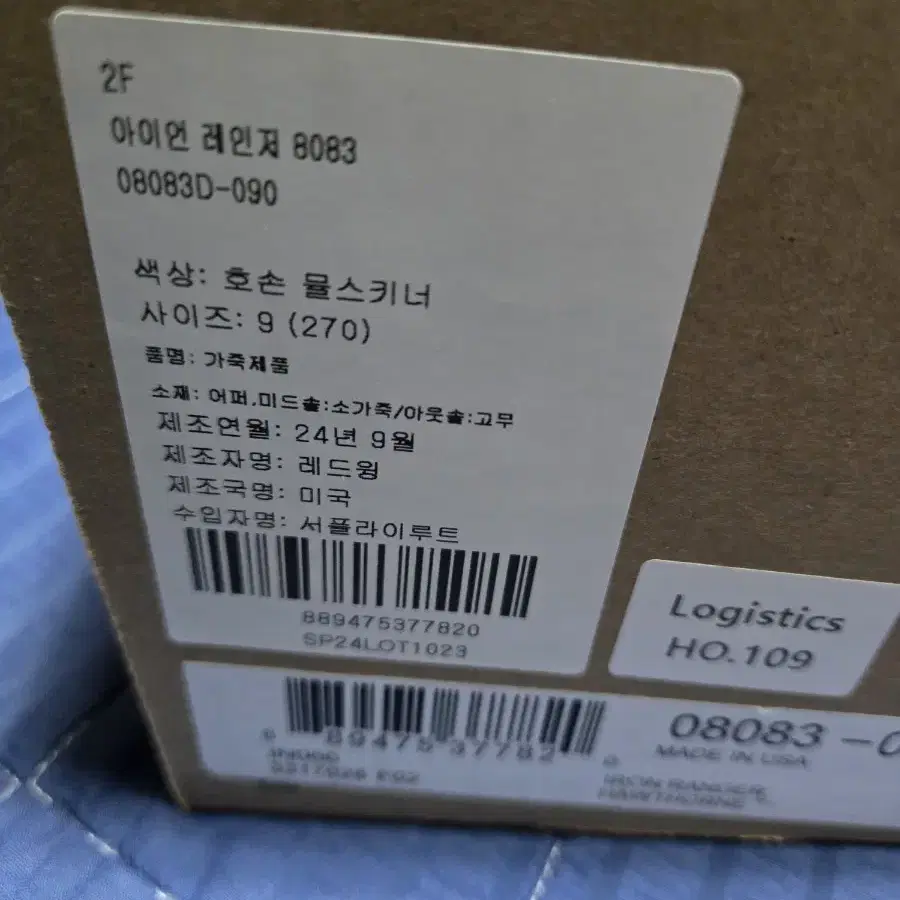 2F
아이언 레인저 8083
08083D-090
색상: 호손 뮬스키너
사이즈: 9 (270)
품명: 가죽제품
소재: 어퍼,미드솔:소가죽/아웃솔:고무
제조연월: 24년 9월
제조자명: 레드윙
제조국명: 미국
수입자명: 서플라이루트
889475377820
SP24LOT1023
Logistics
HO.109
8 89475 37782 0
08083 -0
MADE IN USA
IRON RANGER
HAWTHORNE